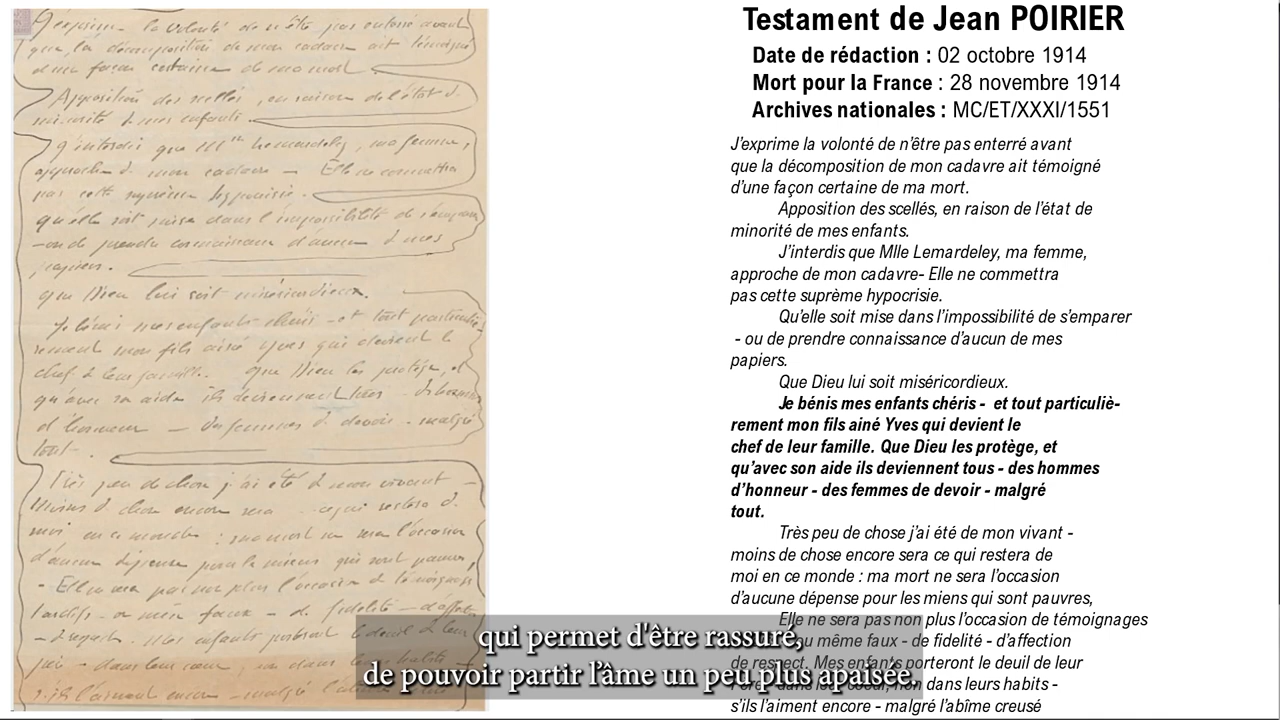 Testament de Jean POIRIER
Date de rédaction : 02 octobre 1914
Mort pour la France : 28 novembre 1914
Archives nationales : MC/ET/XXXI/1551
J'exprime la volonté de n'être pas enterré avant
que la décomposition de mon cadavre ait témoigné
d'une façon certaine de ma mort.
Apposition des scellés, en raison de l'état de
minorité de mes enfants.
J'interdis que Mlle Lemardeley, ma femme,
approche de mon cadavre- Elle ne commettra
pas cette suprème hypocrisie.
Qu'elle soit mise dans l'impossibilité de s'emparer
- ou de prendre connaissance d'aucun de mes
papiers.
Que Dieu lui soit miséricordieux.
Je bénis mes enfants chéris - et tout particuliè-
rement mon fils ainé Yves qui devient le
chef de leur famille. Que Dieu les protège, et
qu'avec son aide ils deviennent tous - des hommes
d'honneur - des femmes de devoir - malgré
tout.
Très peu de chose j'ai été de mon vivant -
moins de chose encore sera ce qui restera de
moi en ce monde : ma mort ne sera l'occasion
d'aucune dépense pour les miens qui sont pauvres,
Elle ne sera pas non plus l'occasion de témoignages
ou même faux - de fidelité - d'affection
de respect. Mes enfants porteront le deuil de leur
dans leur coeur, non dans leurs habits -
s'ils l'aiment encore - malgré l'abîme creusé
qui permet d'être rassuré,
de pouvoir partir l'âme un peu plus apaisée.